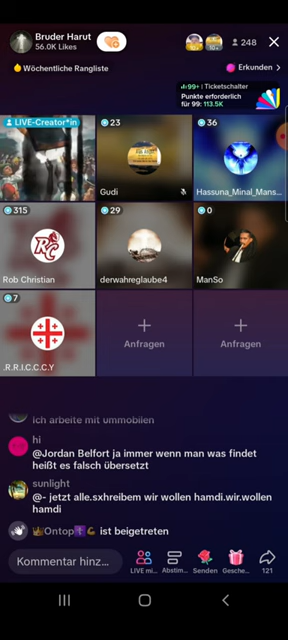 Bruder Harut
56.0K Likes
248
Wöchentliche Rangliste
Erkunden
99+ | Ticketschalter
Punkte erforderlich
für 99: 113.5K
LIVE-Creator*in
23
36
Gudi
Hassuna_Minal_Mans...
315
29
0
RC
Rob Christian
derwahreglaube4
ManSo
7
.R.R.I.C.C.C.Y
Anfragen
Anfragen
Ich arbeite mit ummobilen
hi
@Jordan Belfort ja immer wenn man was findet
heißt es falsch übersetzt
sunlight
@- jetzt alle.sxhreibem wir wollen hamdi.wir.wollen
hamdi
Ontop ist beigetreten
Kommentar hinz...
LIVE mi...
Abstim...
Senden
Gesche...
121